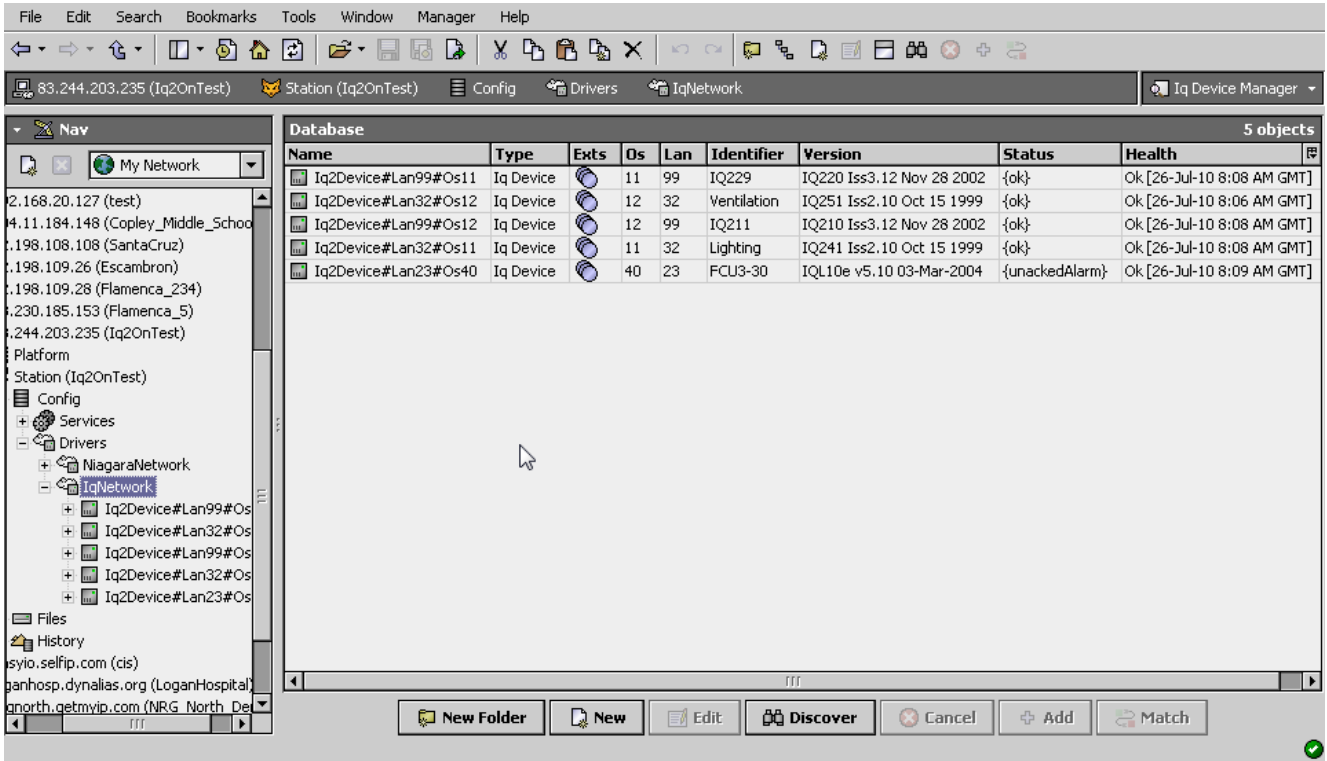 File Edit Search Bookmarks Tools Window Manager Help
83.244.203.235 (Iq2OnTest) Station (Iq2OnTest) Config Drivers IqNetwork Iq Device Manager
Nav
My Network
2.168.20.127 (test)
4.11.184.148 (Copley_Middle_Schoo
.198.108.108 (SantaCruz)
.198.109.26 (Escambron)
.198.109.28 (Flamenca_234)
.230.185.153 (Flamenca_5)
.244.203.235 (Iq2OnTest)
Platform
Station (Iq2OnTest)
Config
Services
Drivers
NiagaraNetwork
IqNetwork
Iq2Device#Lan99#Os
Iq2Device#Lan32#Os
Iq2Device#Lan99#Os
Iq2Device#Lan32#Os
Iq2Device#Lan23#Os
Files
History
syio.selfip.com (cis)
ganhosp.dynalias.org (LoganHospital)
qnorth.getmyip.com (NRG_North_De
Database 5 objects
Name Type Exts Os Lan Identifier Version Status Health
Iq2Device#Lan99#Os11 Iq Device 11 99 IQ229 IQ220 Iss3.12 Nov 28 2002 {ok} Ok [26-Jul-10 8:08 AM GMT]
Iq2Device#Lan32#Os12 Iq Device 12 32 Ventilation IQ251 Iss2.10 Oct 15 1999 {ok} Ok [26-Jul-10 8:06 AM GMT]
Iq2Device#Lan99#Os12 Iq Device 12 99 IQ211 IQ210 Iss3.12 Nov 28 2002 {ok} Ok [26-Jul-10 8:08 AM GMT]
Iq2Device#Lan32#Os11 Iq Device 11 32 Lighting IQ241 Iss2.10 Oct 15 1999 {ok} Ok [26-Jul-10 8:08 AM GMT]
Iq2Device#Lan23#Os40 Iq Device 40 23 FCU3-30 IQL10e v5.10 03-Mar-2004 {unackedAlarm} Ok [26-Jul-10 8:09 AM GMT]
New Folder New Edit Discover Cancel Add Match